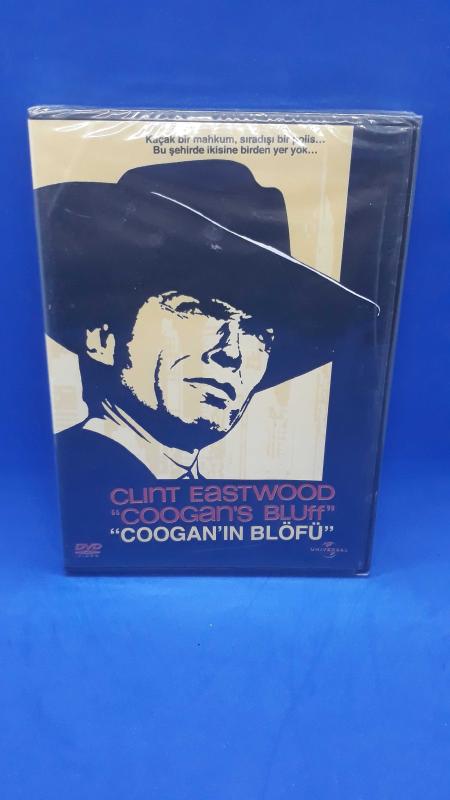 Kaçak bir mahkum, sıradışı bir polis...
Bu şehirde ikisine birden yer yok...
CLINT EASTWOOD
"COOGAN'S BLUFF"
"COOGAN'IN BLÖFÜ"
DVD
VIDEO
UNIVERSAL